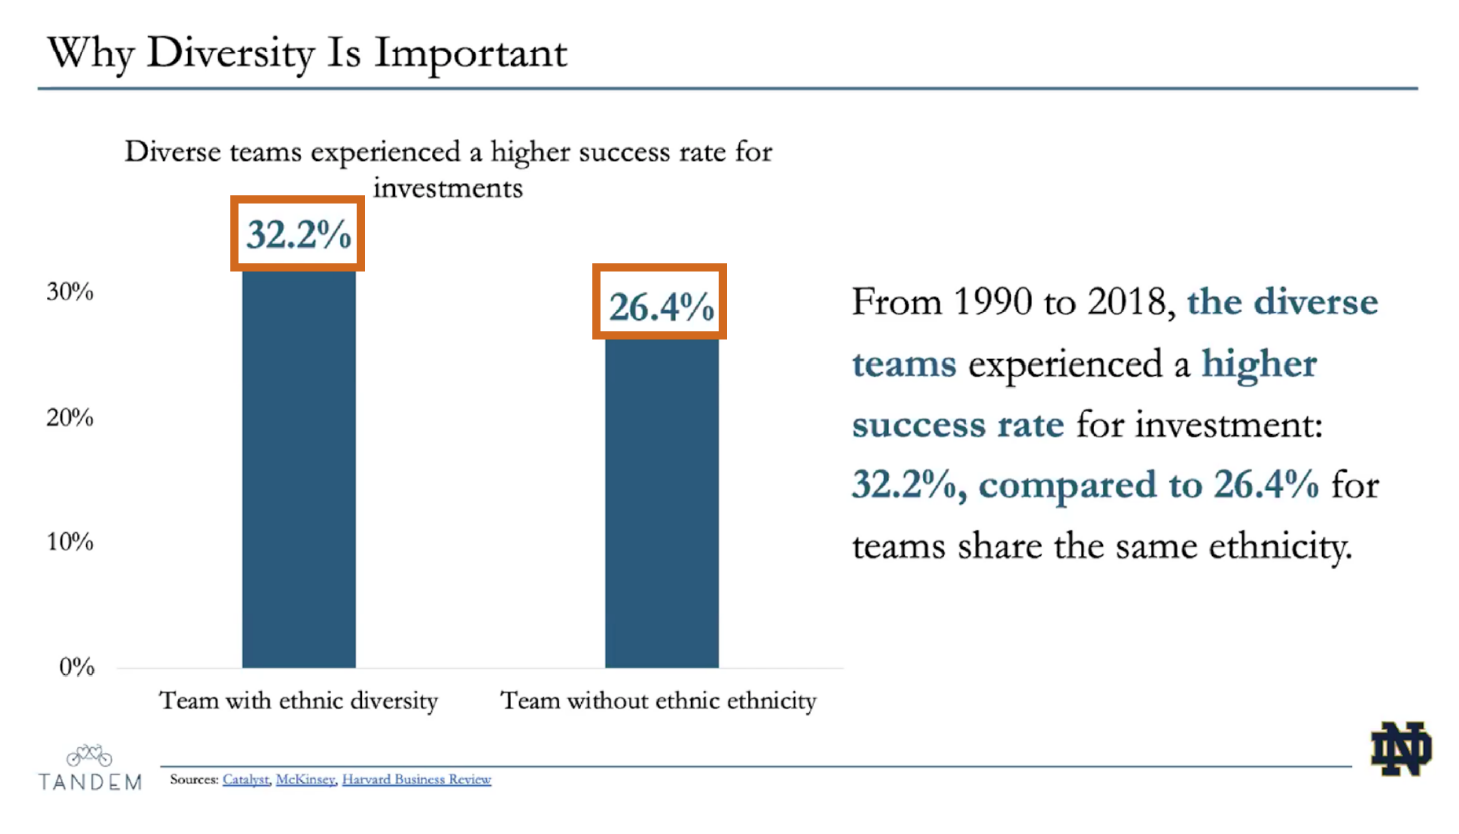 Why Diversity Is Important
Diverse teams experienced a higher success rate for
investments
32.2%
26.4%
30%
20%
10%
0%
Team with ethnic diversity
Team without ethnic ethnicity
From 1990 to 2018, the diverse
teams experienced a higher
success rate for investment:
32.2%, compared to 26.4% for
teams share the same ethnicity.
TANDEM
Sources: Catalyst, McKinsey, Harvard Business Review
ND